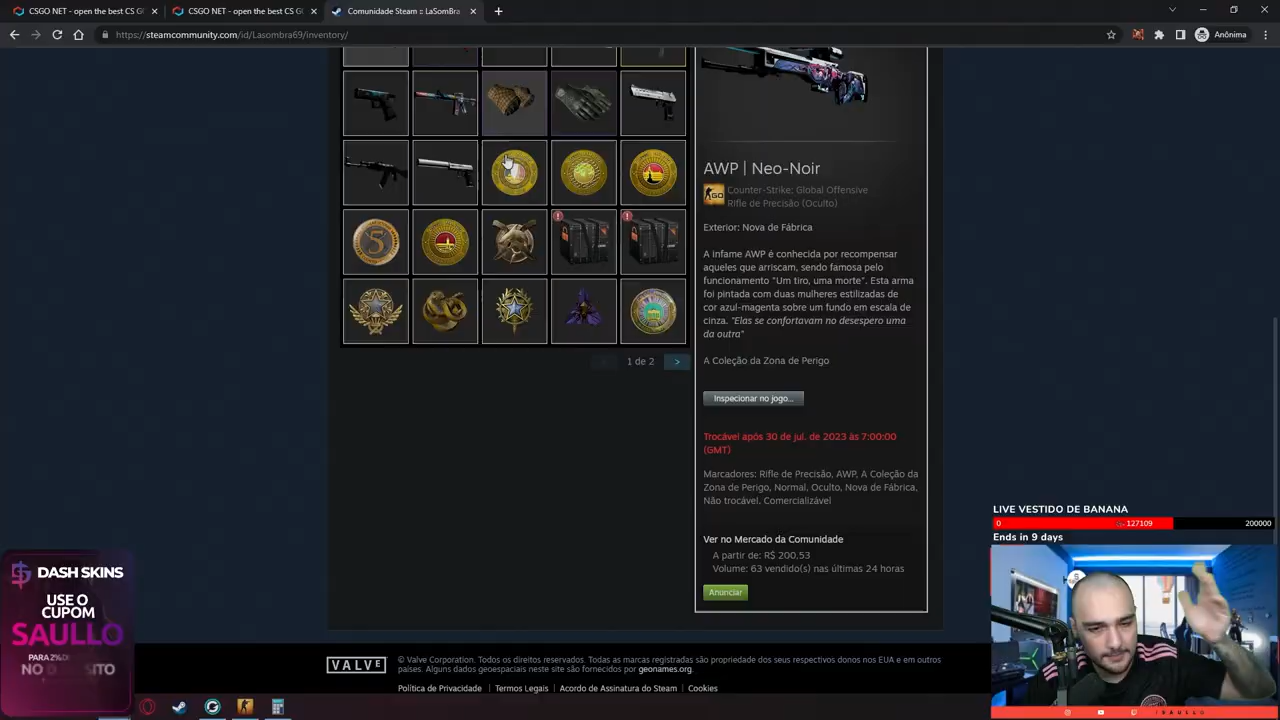 CSGO NET - open the best CS G
CSGO NET - open the best CS GO
Comunidade Steam :: LaSomBra
https://steamcommunity.com/id/Lasombra69/inventory/
Anônima
AWP | Neo-Noir
Counter-Strike: Global Offensive
Rifle de Precisão (Oculto)
Exterior: Nova de Fábrica
A infame AWP é conhecida por recompensar
aqueles que arriscam, sendo famosa pelo
funcionamento "Um tiro, uma morte". Esta arma
foi pintada com duas mulheres estilizadas de
cor azul-magenta sobre um fundo em escala de
cinza. "Elas se confortavam no desespero uma
da outra"
A Coleção da Zona de Perigo
1 de 2 >
Inspecionar no jogo...
Trocável após 30 de jul. de 2023 às 7:00:00
(GMT)
Marcadores: Rifle de Precisão, AWP, A Coleção da
Zona de Perigo, Normal, Oculto, Nova de Fábrica,
Não trocável. Comercializável
Ver no Mercado da Comunidade
A partir de: R$ 200,53
Volume: 63 vendido(s) nas últimas 24 horas
Anunciar
LIVE VESTIDO DE BANANA
0 127109 200000
Ends in 9 days
DASH SKINS
USE O
CUPOM
SAULLO
VALVE
© Valve Corporation. Todos os direitos reservados. Todas as marcas registradas são propriedade dos seus respectivos donos nos EUA e em outros
países. Alguns dados geoespaciais neste site são fornecidos por geonames.org.
Política de Privacidade | Termos Legais | Acordo de Assinatura do Steam | Cookies